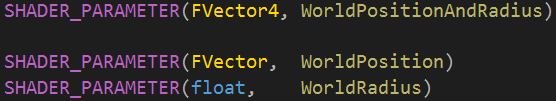 SHADER_PARAMETER(FVector4, WorldPositionAndRadius)
SHADER_PARAMETER(FVector, WorldPosition)
SHADER_PARAMETER(float, WorldRadius)